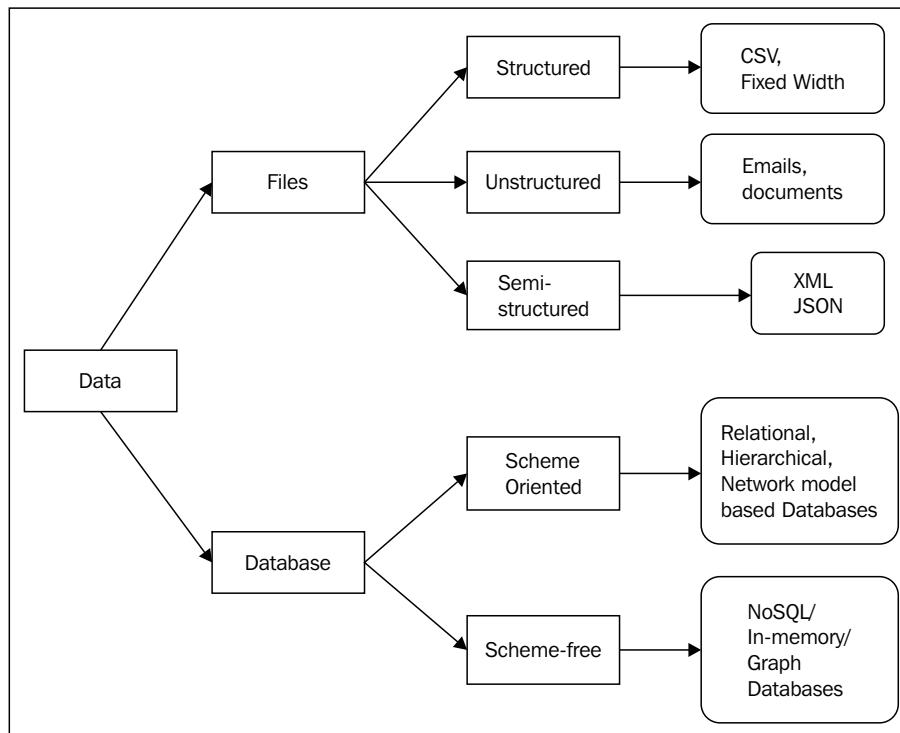 Structured
CSV,
Fixed Width
Files
Unstructured
Emails,
documents
Semi-
structured
XML
JSON
Data
Scheme
Oriented
Relational,
Hierarchical,
Network model
based Databases
Database
Scheme-free
NoSQL/
In-memory/
Graph
Databases